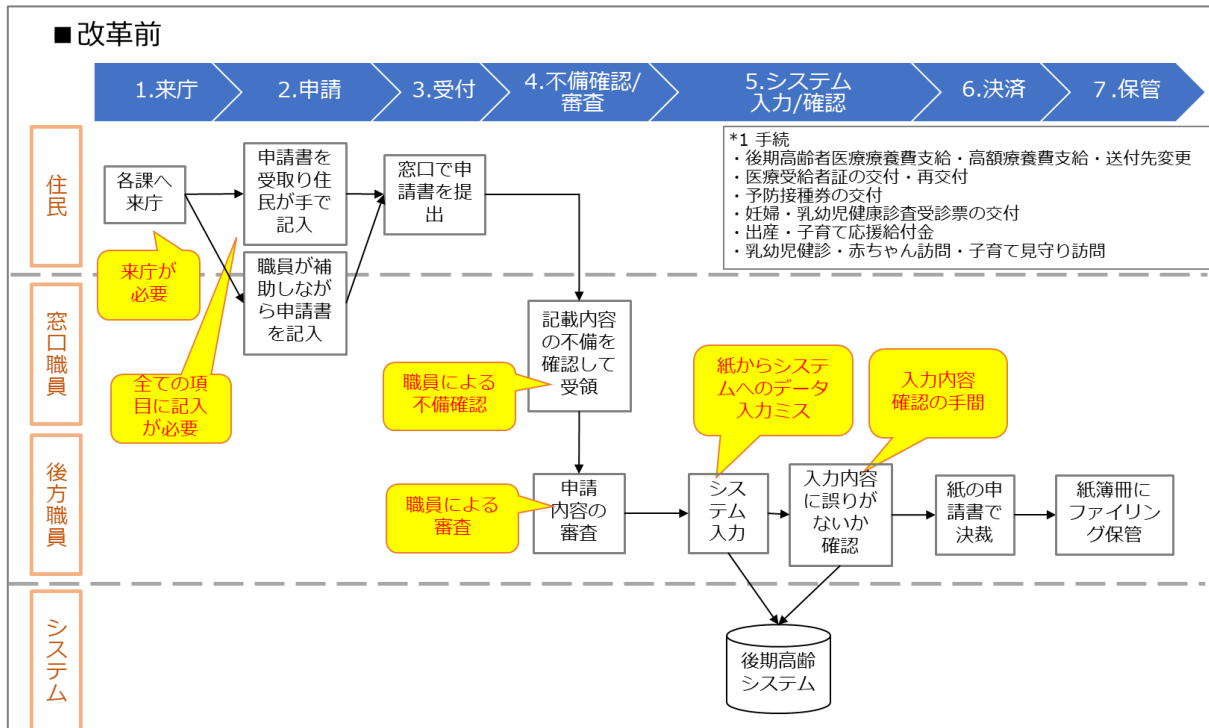 ■改革前
1.来庁
2.申請
3.受付
4.不備確認/
審査
5.システム
入力/確認
6.決済
7.保管
*1 手続
・後期高齢者医療療養費支給・高額療養費支給・送付先変更
・医療受給者証の交付・再交付
・予防接種券の交付
・妊婦・乳幼児健康診査受診票の交付
・出産・子育て応援給付金
・乳幼児健診・赤ちゃん訪問・子育て見守り訪問
住民
各課へ
来庁
申請書を
受取り住
民が手で
記入
窓口で申
請書を提
出
来庁が
必要
職員が補
助しなが
ら申請書
を記入
全ての項
目に記入
が必要
窓口職員
記載内容
の不備を
確認して
受領
職員による
不備確認
紙からシステ
ムへのデータ
入力ミス
入力内容
確認の手間
後方職員
職員による
審査
申請
内容の
審査
シス
テム
入力
入力内容
に誤りが
ないか
確認
紙の申
請書で
決裁
紙簿冊に
ファイリン
グ保管
システム
後期高齢
システム